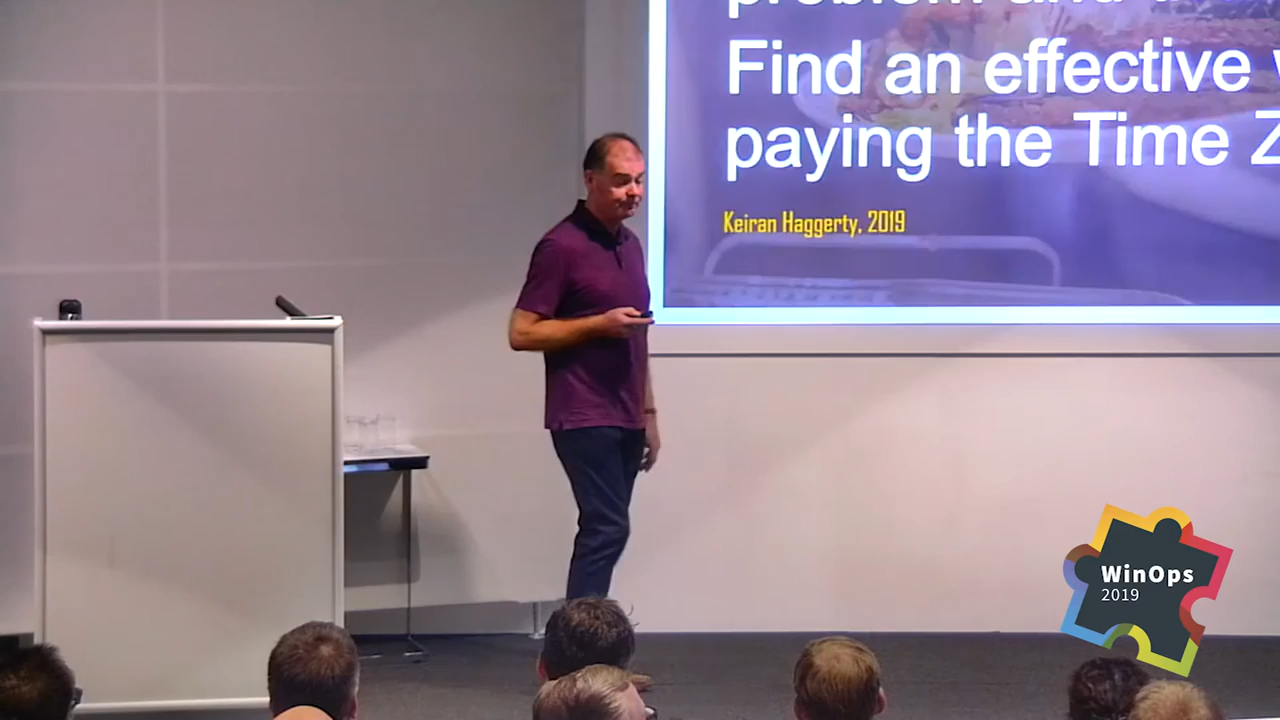 Find an effective
paying the Time
Keiran Haggerty, 2019
WinOps
2019